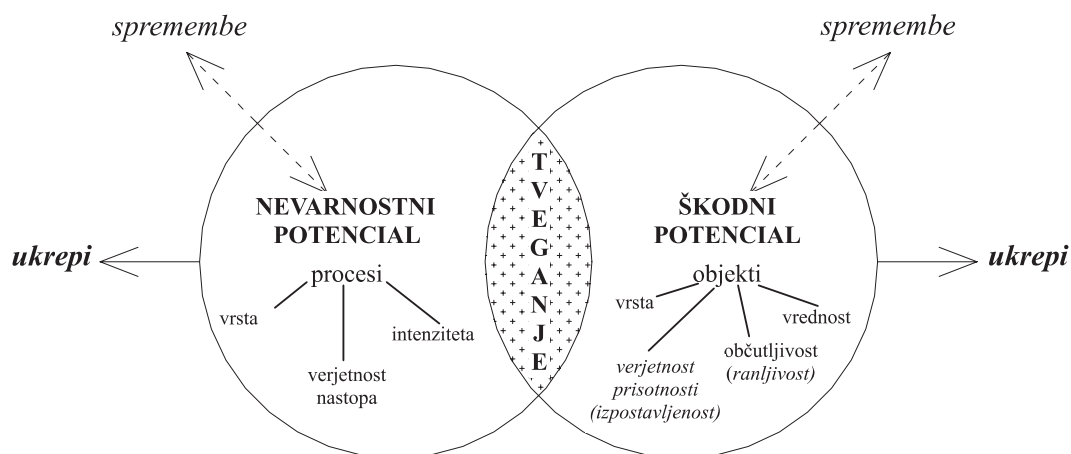 spremembe
spremembe
NEVARNOSTNI
POTENCIAL
ŠKODNI
POTENCIAL
TVEGANJE
ukrepi
ukrepi
procesi
vrsta
verjetnost
nastopa
intenziteta
objekti
vrsta
verjetnost
prisotnosti
(izpostavljenost)
občutljivost
(ranljivost)
vrednost